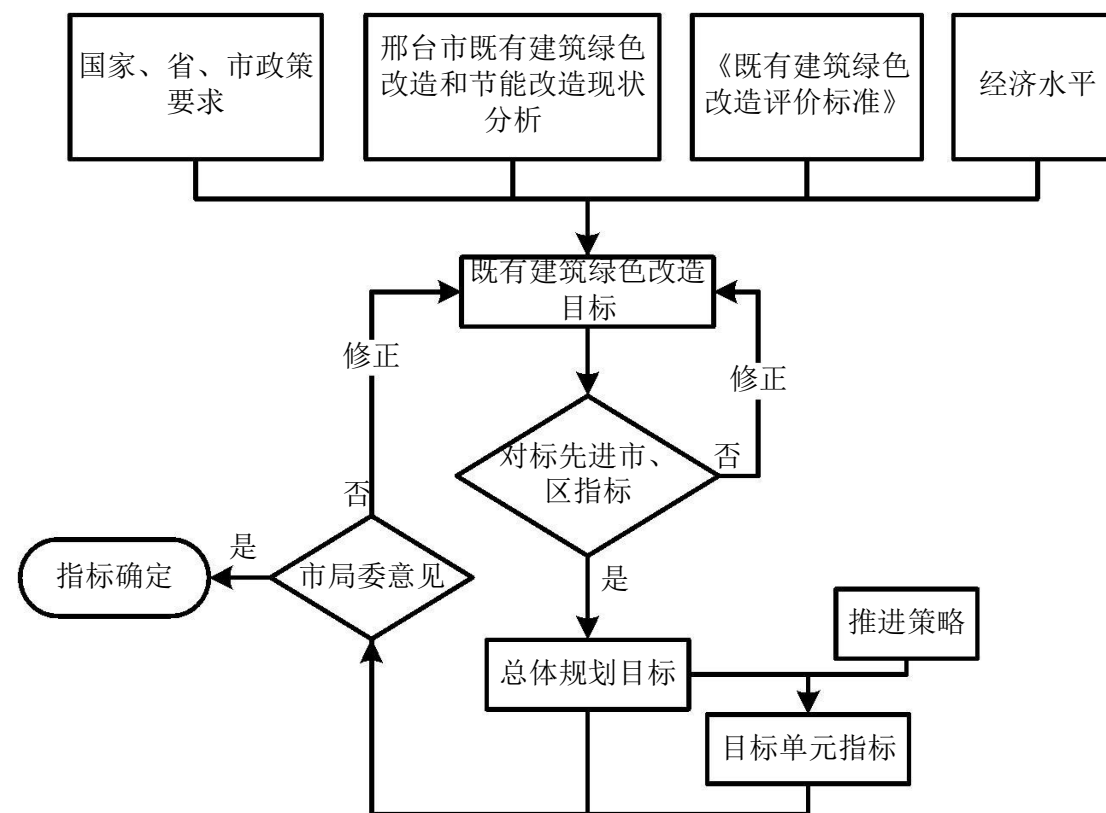 国家、省、市政策
要求
邢台市既有建筑绿色
改造和节能改造现状
分析
《既有建筑绿色
改造评价标准》
经济水平
既有建筑绿色改造
目标
修正
修正
对标先进市、
区指标
否
否
是
指标确定
市局委意见
是
推进策略
总体规划目标
目标单元指标